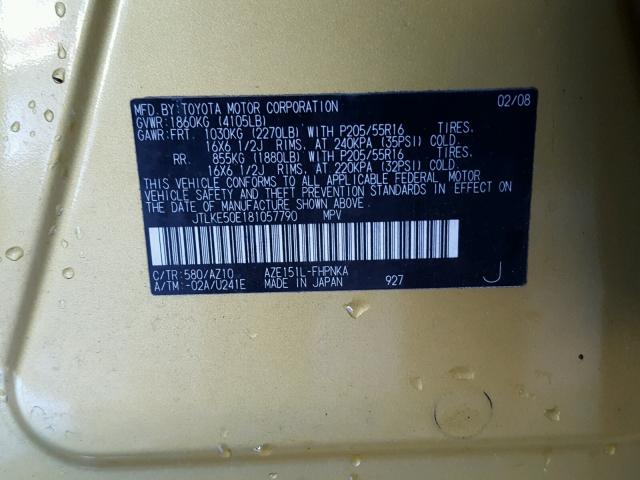 MFD.BY:TOYOTA MOTOR CORPORATION 02/08
GVWR:1860KG (4105LB)
GAWR:FRT. 1030KG (2270LB) WITH P205/55R16 TIRES.
16X6 1/2J RIMS. AT 240KPA (35PSI) COLD.
RR. 855KG (1880LB) WITH P205/55R16 TIRES.
16X6 1/2J RIMS. AT 220KPA (32PSI) COLD.
THIS VEHICLE CONFORMS TO ALL APPLICABLE FEDERAL MOTOR
VEHICLE SAFETY AND THEFT PREVENTION STANDARDS IN EFFECT ON
THE DATE OF MANUFACTURE SHOWN ABOVE.
JTLKE50E181057790 MPV
C/TR:580/AZ10 AZE151L-FHPNKA
A/TM:-02A/U241E MADE IN JAPAN 927 J